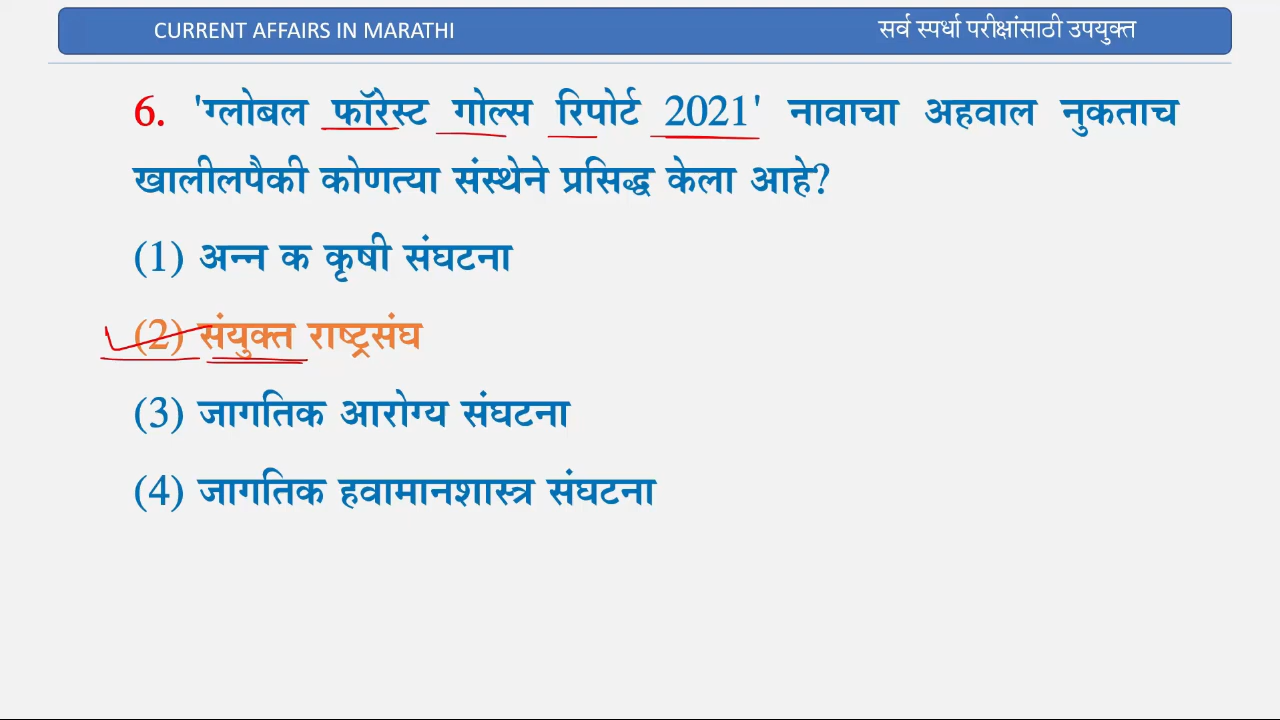 CURRENT AFFAIRS IN MARATHI
सर्व स्पर्धा परीक्षांसाठी उपयुक्त
6. 'ग्लोबल फॉरेस्ट गोल्स रिपोर्ट 2021' नावाचा अहवाल नुकताच
खालीलपैकी कोणत्या संस्थेने प्रसिद्ध केला आहे?
(1) अन्न क कृषी संघटना
(2) संयुक्त राष्ट्रसंघ
(3) जागतिक आरोग्य संघटना
(4) जागतिक हवामानशास्त्र संघटना